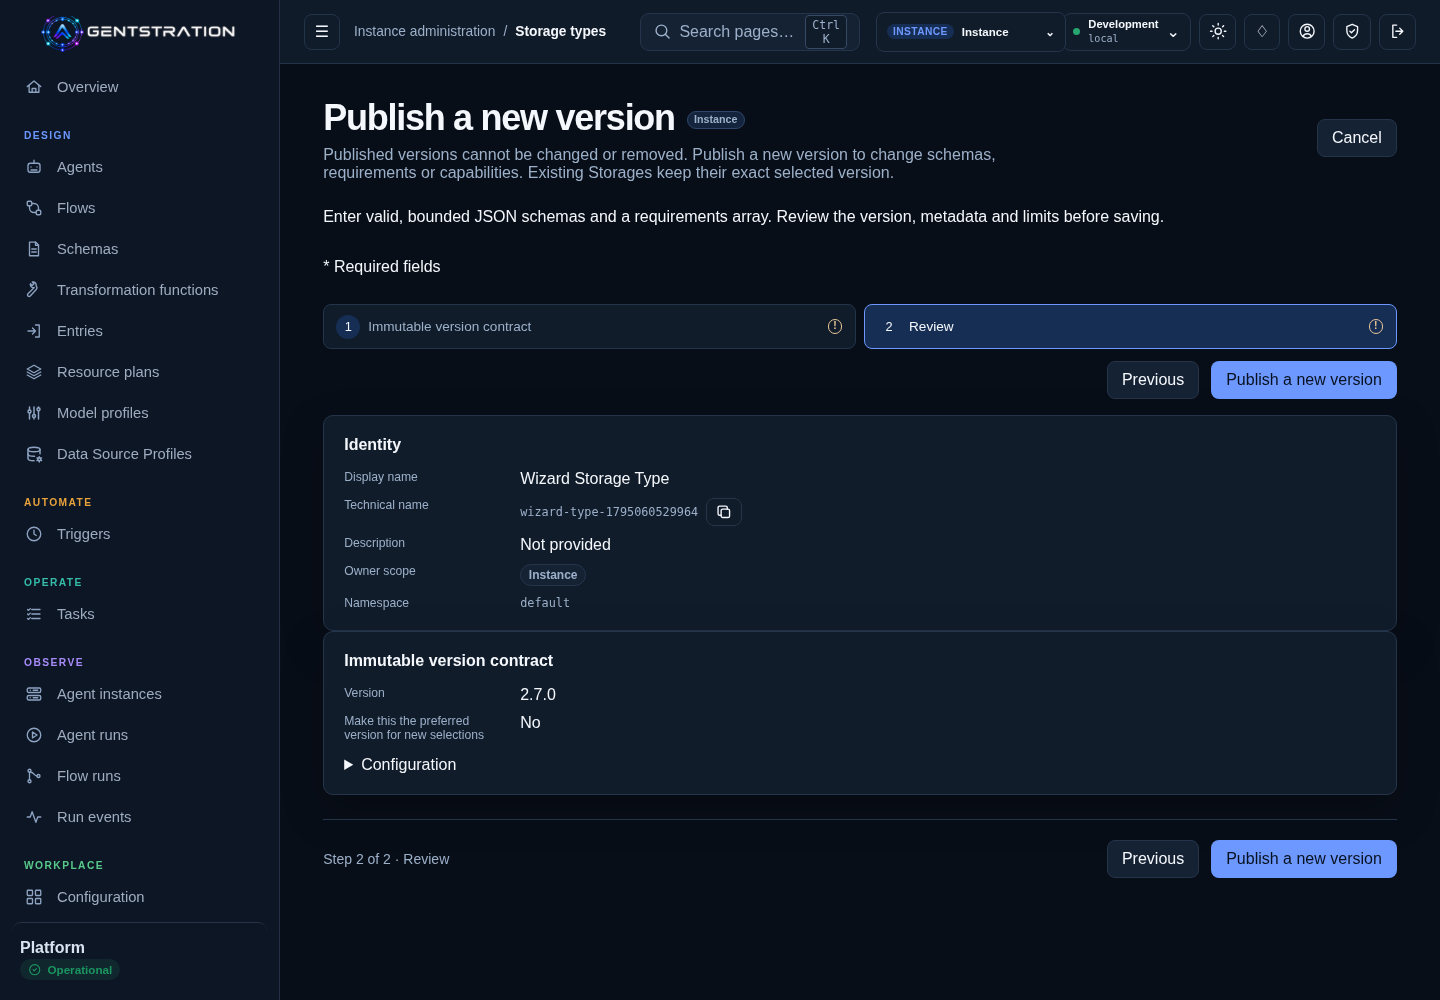 GENTSTRATION
Overview
DESIGN
Agents
Flows
Schemas
Transformation functions
Entries
Resource plans
Model profiles
Data Source Profiles
AUTOMATE
Triggers
OPERATE
Tasks
OBSERVE
Agent instances
Agent runs
Flow runs
Run events
WORKPLACE
Configuration
Platform
Operational
Instance administration / Storage types
Search pages… Ctrl K
INSTANCE Instance
Development
local
Publish a new version Instance
Cancel
Published versions cannot be changed or removed. Publish a new version to change schemas,
requirements or capabilities. Existing Storages keep their exact selected version.
Enter valid, bounded JSON schemas and a requirements array. Review the version, metadata and limits before saving.
* Required fields
1 Immutable version contract
2 Review
Previous Publish a new version
Identity
Display name Wizard Storage Type
Technical name wizard-type-1795060529964
Description Not provided
Owner scope Instance
Namespace default
Immutable version contract
Version 2.7.0
Make this the preferred No
version for new selections
Configuration
Step 2 of 2 · Review
Previous Publish a new version